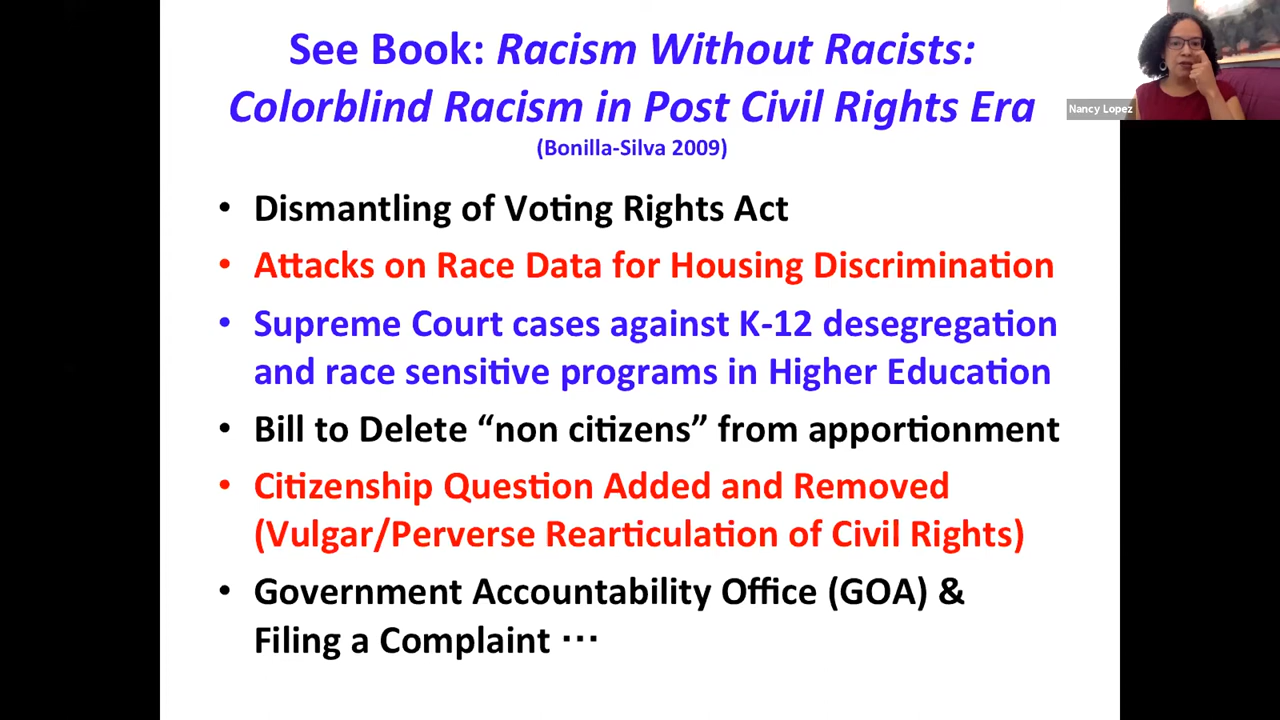 See Book: Racism Without Racists:
Colorblind Racism in Post Civil Rights Era
(Bonilla-Silva 2009)
• Dismantling of Voting Rights Act
• Attacks on Race Data for Housing Discrimination
• Supreme Court cases against K-12 desegregation
and race sensitive programs in Higher Education
• Bill to Delete “non citizens” from apportionment
• Citizenship Question Added and Removed
(Vulgar/Perverse Rearticulation of Civil Rights)
• Government Accountability Office (GOA) &
Filing a Complaint ⋯
Nancy Lopez